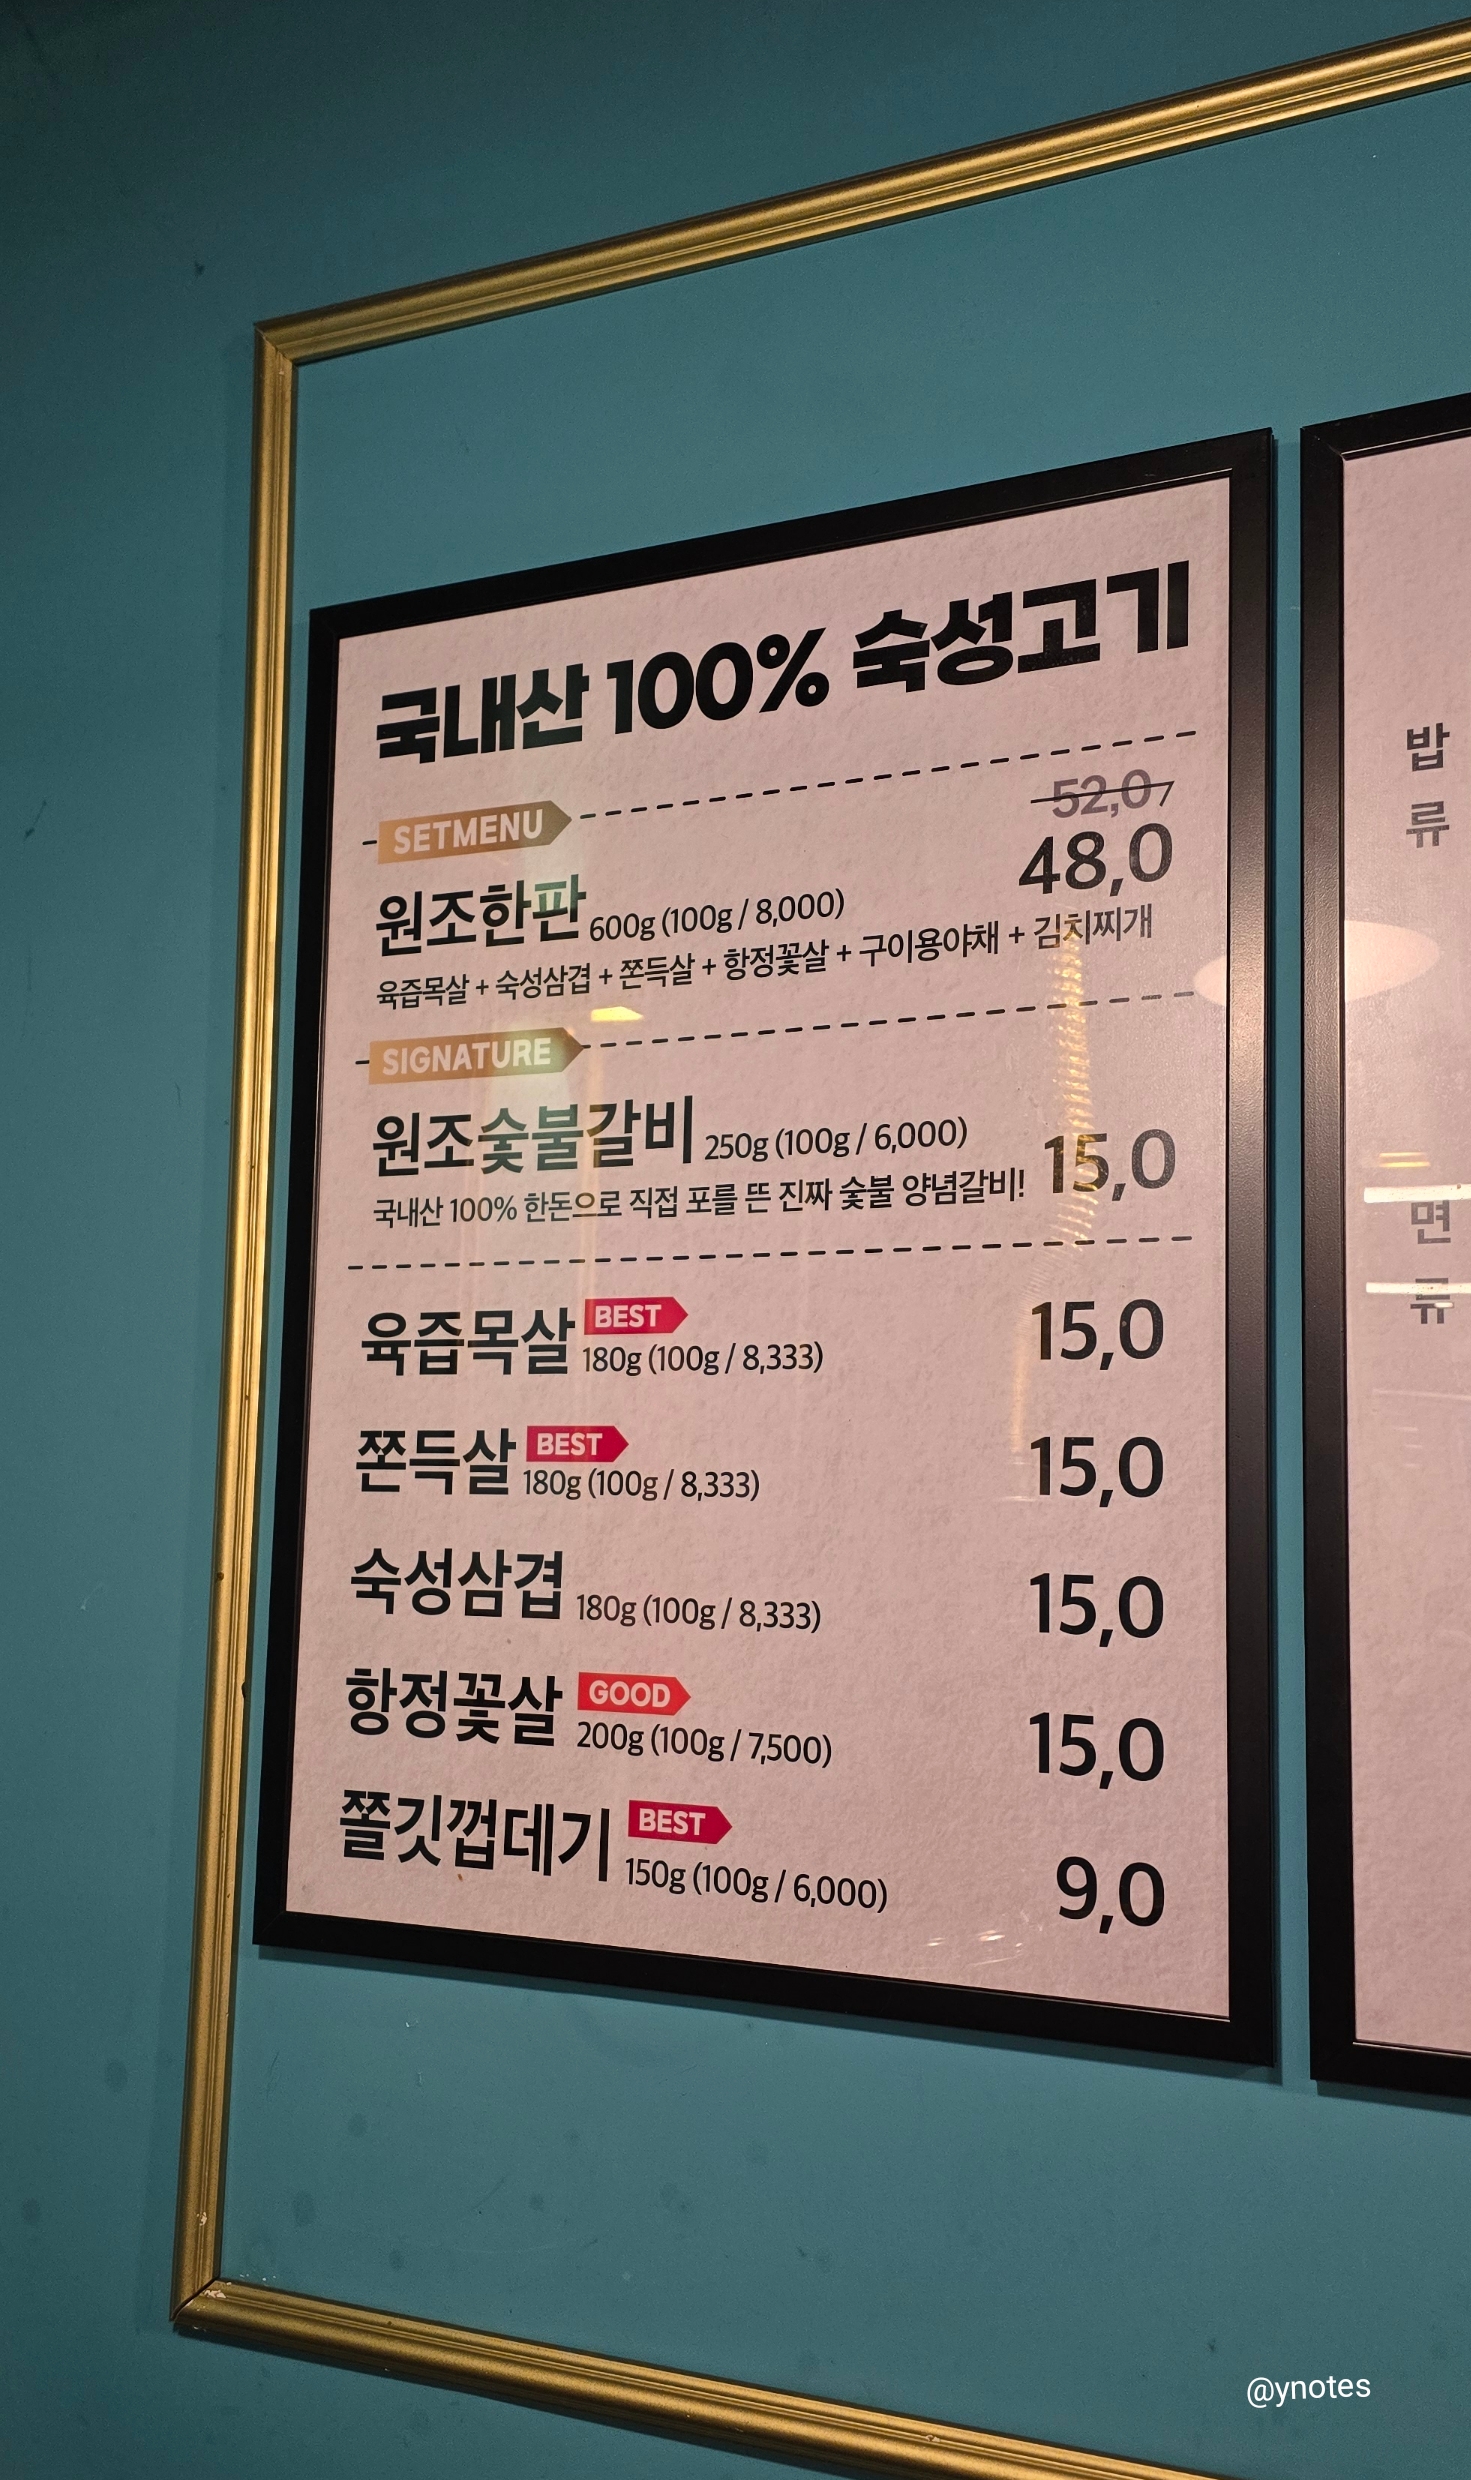 국내산 100% 숙성고기
SETMENU
52,0
원조한판 600g (100g / 8,000) 48,0
육즙목살 + 숙성삼겹 + 쫀득살 + 항정꽃살 + 구이용야채 + 김치찌개
SIGNATURE
원조숯불갈비 250g (100g / 6,000) 15,0
국내산 100% 한돈으로 직접 포를 뜬 진짜 숯불 양념갈비!
육즙목살 BEST 180g (100g / 8,333) 15,0
쫀득살 BEST 180g (100g / 8,333) 15,0
숙성삼겹 180g (100g / 8,333) 15,0
항정꽃살 GOOD 200g (100g / 7,500) 15,0
쫄깃껍데기 BEST 150g (100g / 6,000) 9,0
밥
류
면
류
@ynotes